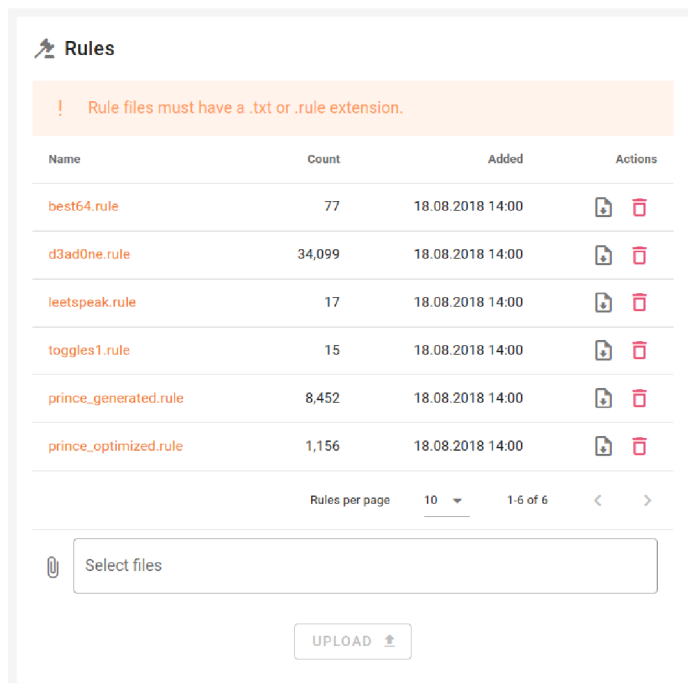 Rules
! Rule files must have a .txt or .rule extension.
Name Count Added Actions
best64.rule 77 18.08.2018 14:00
d3ad0ne.rule 34,099 18.08.2018 14:00
leetspeak.rule 17 18.08.2018 14:00
toggles1.rule 15 18.08.2018 14:00
prince_generated.rule 8,452 18.08.2018 14:00
prince_optimized.rule 1,156 18.08.2018 14:00
Rules per page 10 1-6 of 6
Select files
UPLOAD